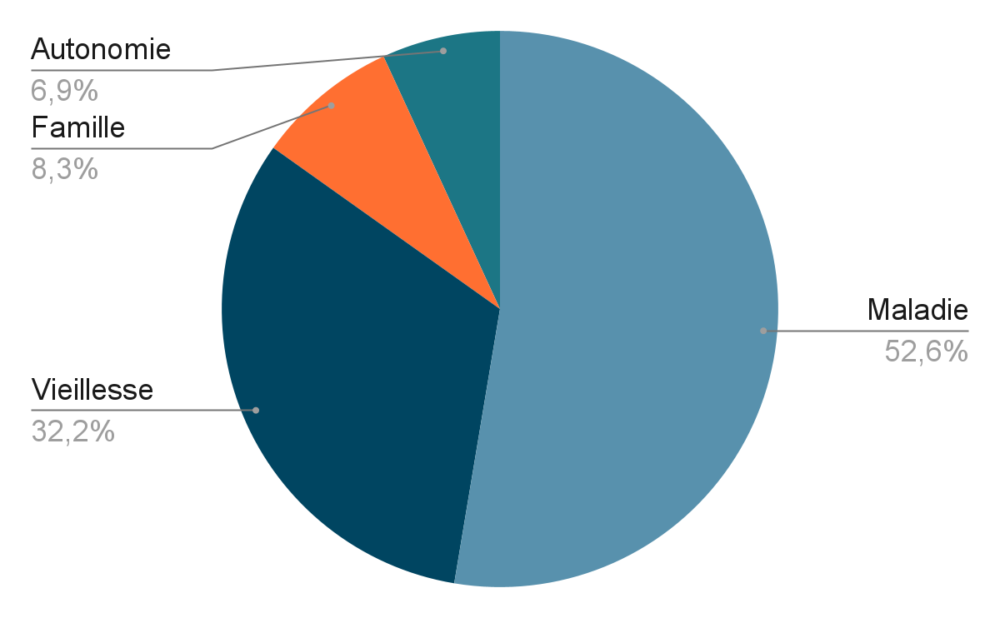 Autonomie
6,9%
Famille
8,3%
Maladie
52,6%
Vieillesse
32,2%